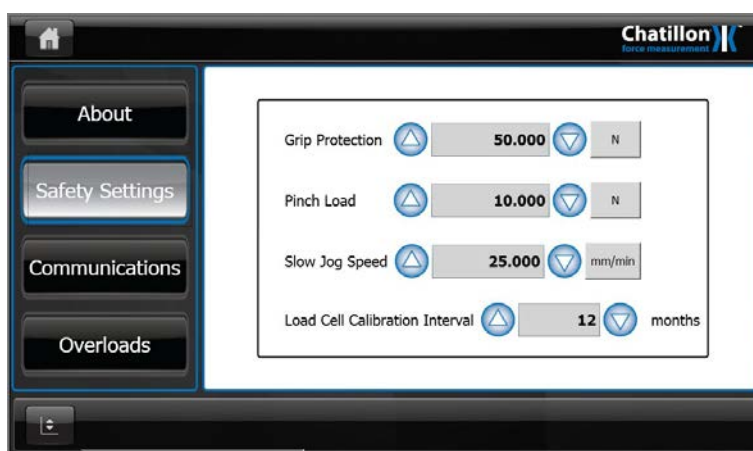 Chatillon
force measurement
About
Safety Settings
Communications
Overloads
Grip Protection 50.000 N
Pinch Load 10.000 N
Slow Jog Speed 25.000 mm/min
Load Cell Calibration Interval 12 months